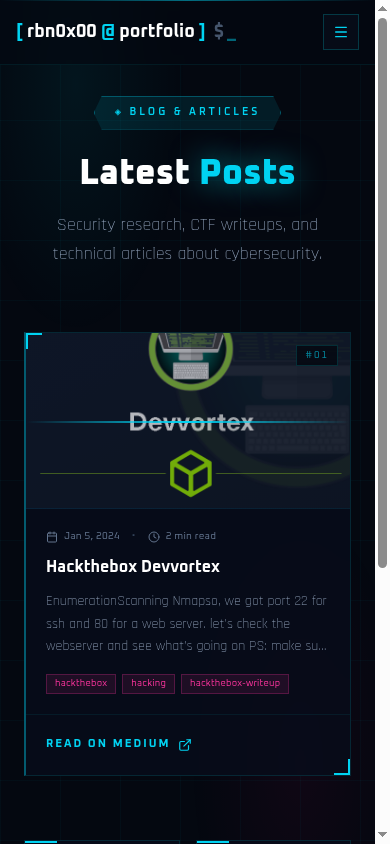 [ rbn0x00 @ portfolio ] $_
◈ BLOG & ARTICLES
Latest Posts
Security research, CTF writeups, and
technical articles about cybersecurity.
#01
Devvortex
Jan 5, 2024 • 2 min read
Hackthebox Devvortex
EnumerationScanning Nmapso, we got port 22 for
ssh and 80 for a web server. let's check the
webserver and see what's going on PS: make su...
hackthebox hacking hackthebox-writeup
READ ON MEDIUM